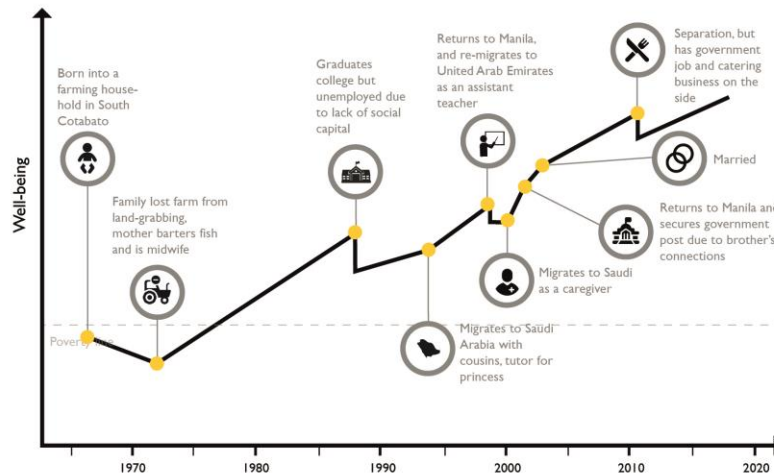 Well-being
Born into a
farming house-
hold in South
Cotabato
Family lost farm from
land-grabbing,
mother barters fish
and is midwife
Graduates
college but
unemployed due
to lack of social
capital
Returns to Manila,
and re-migrates to
United Arab Emirates
as an assistant
teacher
Separation, but
has government
job and catering
business on the
side
Married
Returns to Manila and
secures government
post due to brother's
connections
Migrates to Saudi
as a caregiver
Migrates to Saudi
Arabia with
cousins, tutor for
princess
Poverty line
1970
1980
1990
2000
2010
2020